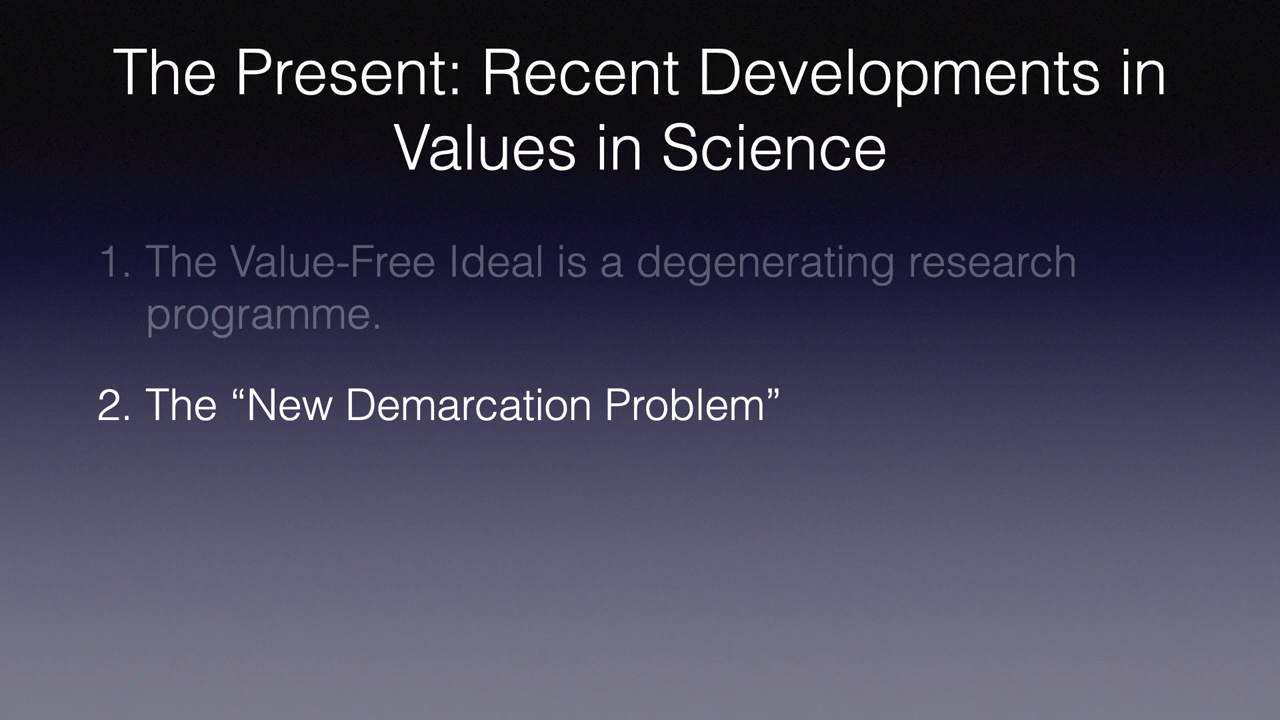 The Present: Recent Developments in
Values in Science
1. The Value-Free Ideal is a degenerating research
programme.
2. The “New Demarcation Problem”